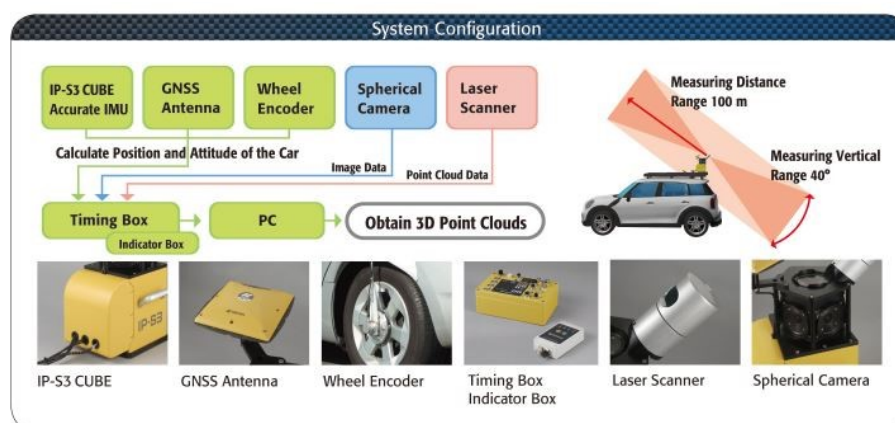 System Configuration
IP-S3 CUBE
Accurate IMU
GNSS
Antenna
Wheel
Encoder
Spherical
Camera
Laser
Scanner
Measuring Distance
Range 100 m
Calculate Position and Attitude of the Car
Image Data
Point Cloud Data
Measuring Vertical
Range 40°
Timing Box
Indicator Box
PC
Obtain 3D Point Clouds
IP-S3
IP-S3 CUBE
GNSS Antenna
Wheel Encoder
Timing Box
Indicator Box
Laser Scanner
Spherical Camera